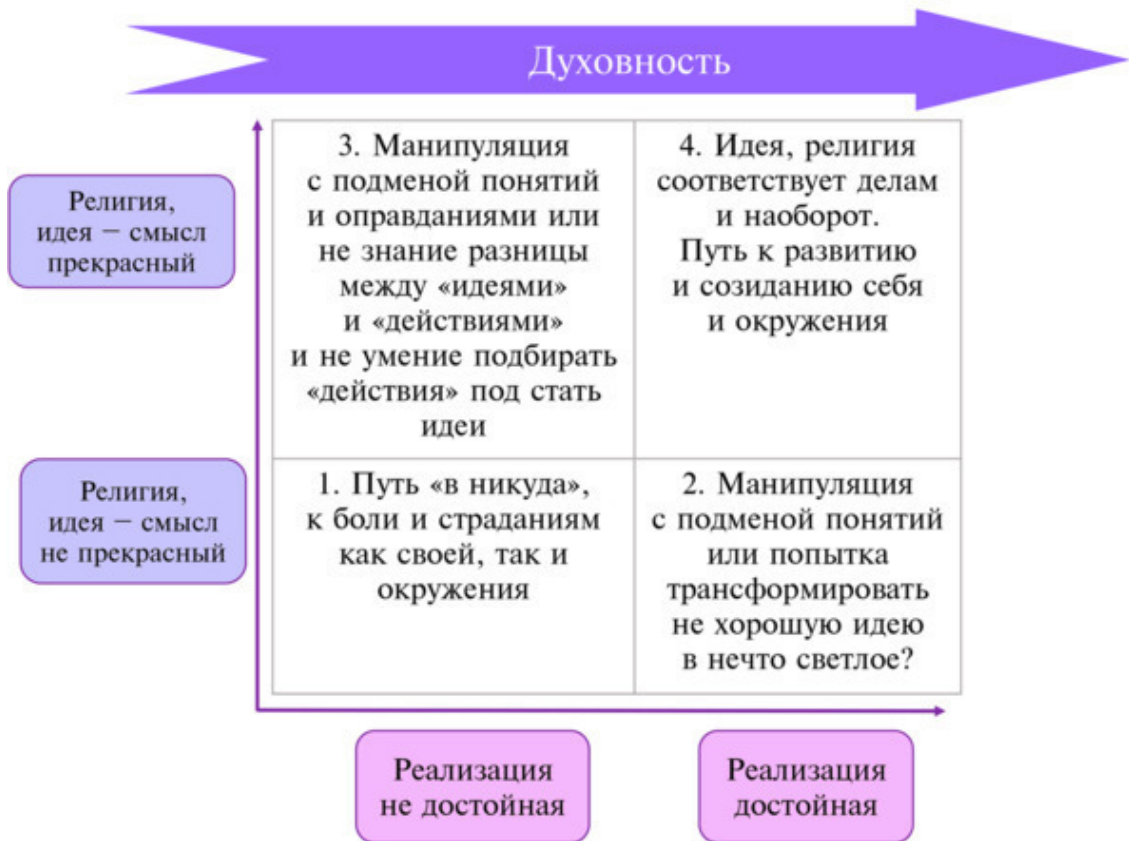 Духовность
Религия,
идея – смысл
прекрасный
3. Манипуляция
с подменой понятий
и оправданиями или
не знание разницы
между «идеями»
и «действиями»
и не умение подбирать
«действия» под стать
идеи
4. Идея, религия
соответствует делам
и наоборот.
Путь к развитию
и созиданию себя
и окружения
Религия,
идея – смысл
не прекрасный
1. Путь «в никуда»,
к боли и страданиям
как своей, так и
окружения
2. Манипуляция
с подменой понятий
или попытка
трансформировать
не хорошую идею
в нечто светлое?
Реализация
не достойная
Реализация
достойная